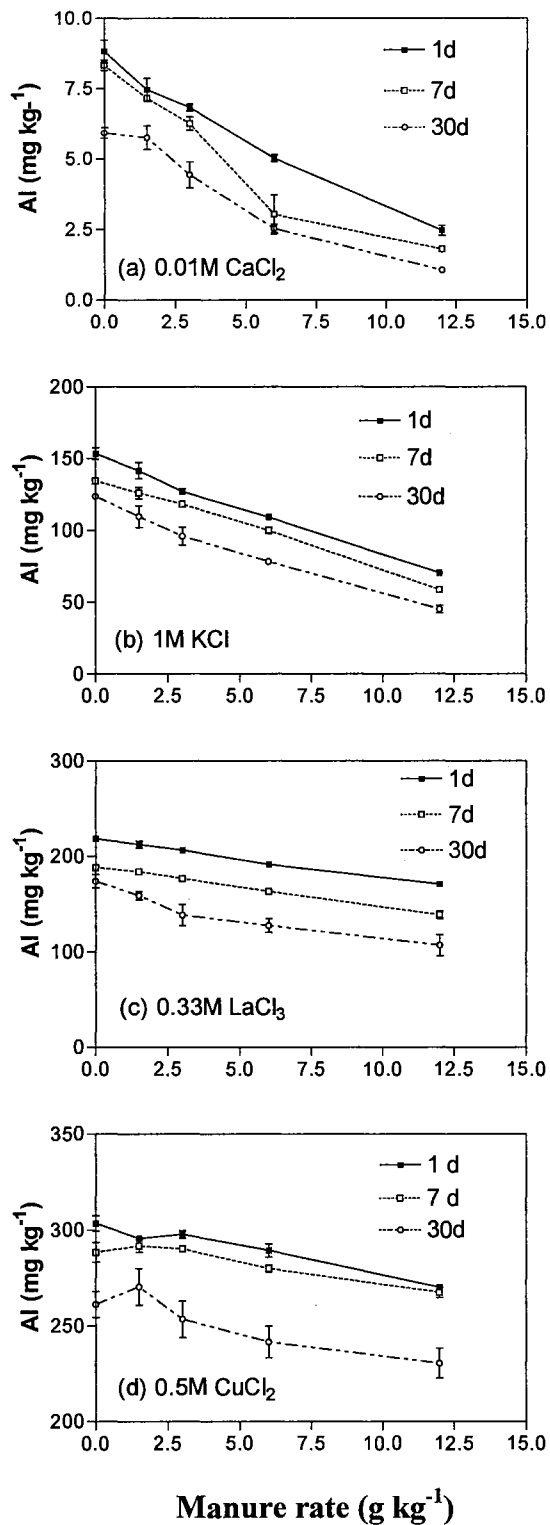 10.0
1d
7.5
7d
30d
5.0
Al (mg kg-1)
2.5
(a) 0.01M CaCl₂
0.0
0.0 2.5 5.0 7.5 10.0 12.5 15.0
200
1d
150
7d
30d
100
Al (mg kg⁻¹)
50
(b) 1M KCl
0
0.0 2.5 5.0 7.5 10.0 12.5 15.0
300
1d
7d
200
30d
Al (mg kg⁻¹)
100
(c) 0.33M LaCl₃
0
0.0 2.5 5.0 7.5 10.0 12.5 15.0
350
1 d
7 d
300
30d
Al (mg kg⁻¹)
250
(d) 0.5M CuCl₂
200
0.0 2.5 5.0 7.5 10.0 12.5 15.0
Manure rate (g kg⁻¹)